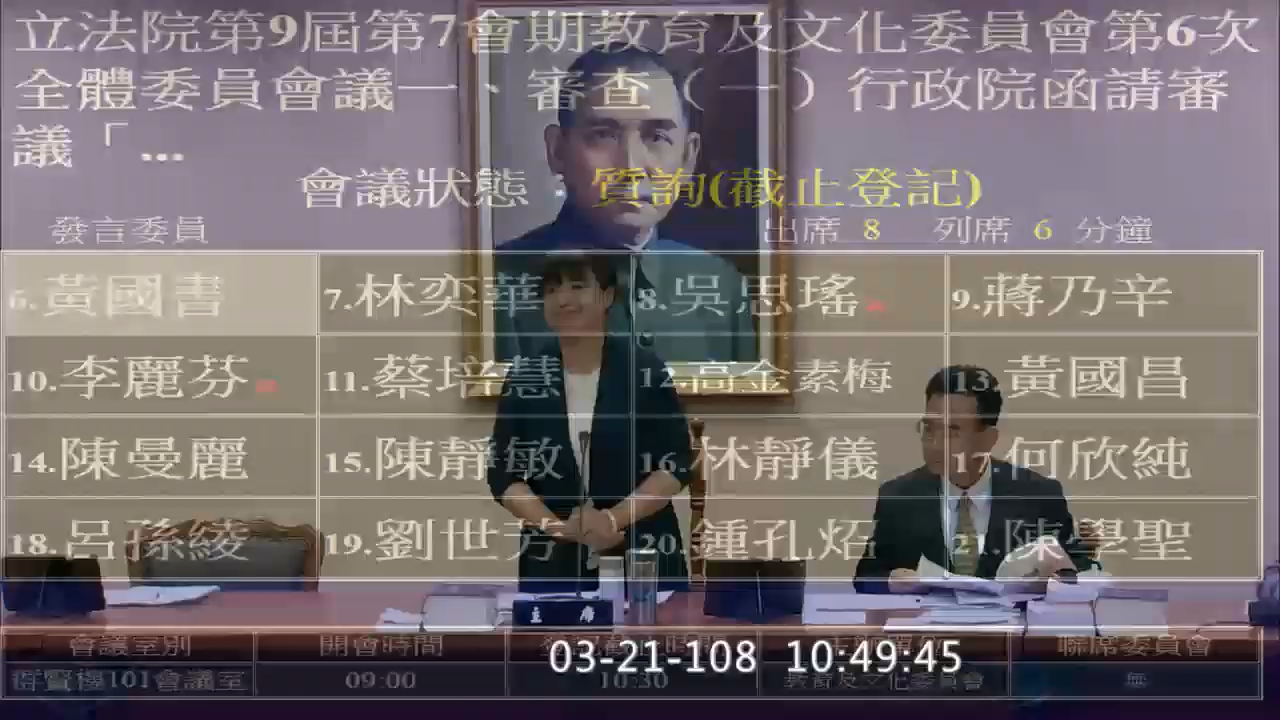 立法院第9屆第7會期教育及文化委員會第6次
全體委員會議一、審查（一）行政院函請審
議「...
會議狀態：質詢(截止登記)
發言委員 出席 8 列席 6 分鐘
6.黃國書 7.林奕華 8.吳思瑤 9.蔣乃辛
10.李麗芬 11.蔡培慧 12.高金素梅 13.黃國昌
14.陳曼麗 15.陳靜敏 16.林靜儀 17.何欣純
18.呂孫綾 19.劉世芳 20.鍾孔炤 21.陳學聖
主 席
會議室別 開會時間 聯席委員會
群賢樓101會議室 09:00 10:30 教育及文化委員會 無
03-21-108 10:49:45